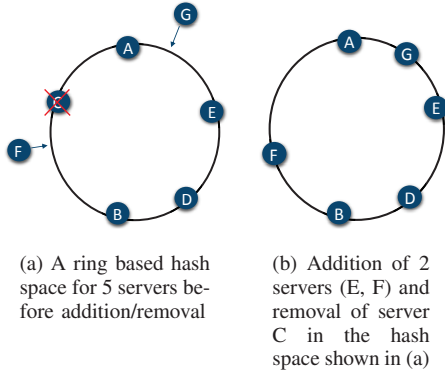 G
A
C
E
F
D
B
A
G
E
F
D
B
(a) A ring based hash
space for 5 servers be-
fore addition/removal
(b) Addition of 2
servers (E, F) and
removal of server
C in the hash
space shown in (a)